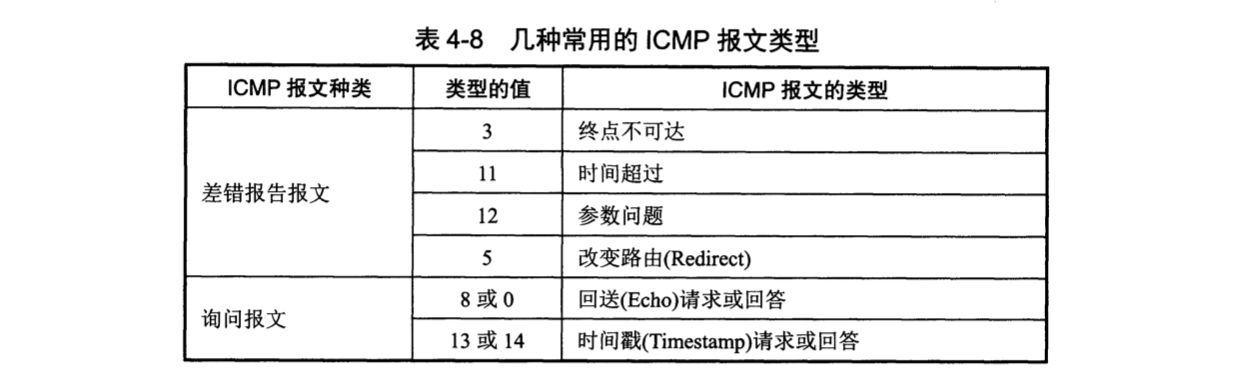 表 4-8 几种常用的 ICMP 报文类型
ICMP 报文种类 类型的值 ICMP 报文的类型
差错报告报文
3 终点不可达
11 时间超过
12 参数问题
5 改变路由(Redirect)
询问报文
8 或 0 回送(Echo)请求或回答
13 或 14 时间戳(Timestamp)请求或回答